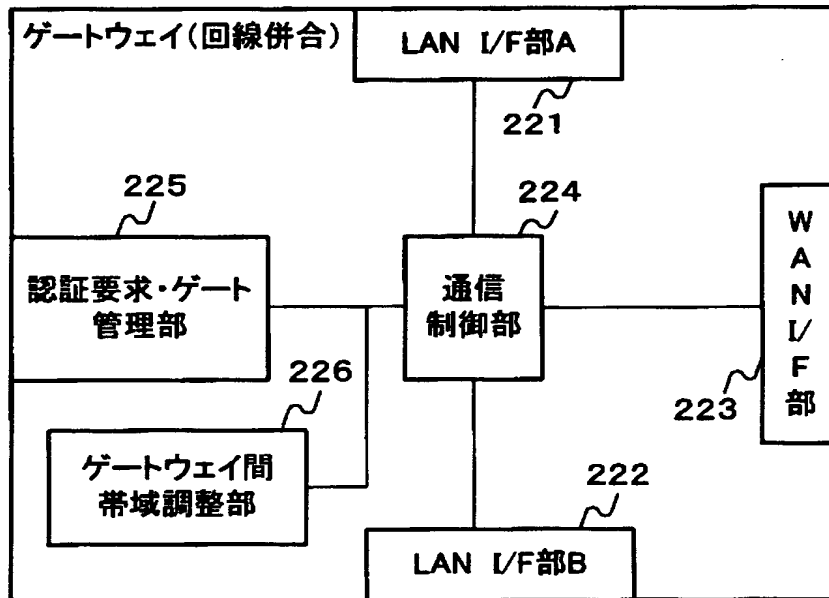 ゲートウェイ(回線併合)
LAN I/F部A
221
225
224
WAN I/F部
認証要求・ゲート
管理部
通信
制御部
223
226
ゲートウェイ間
帯域調整部
222
LAN I/F部B